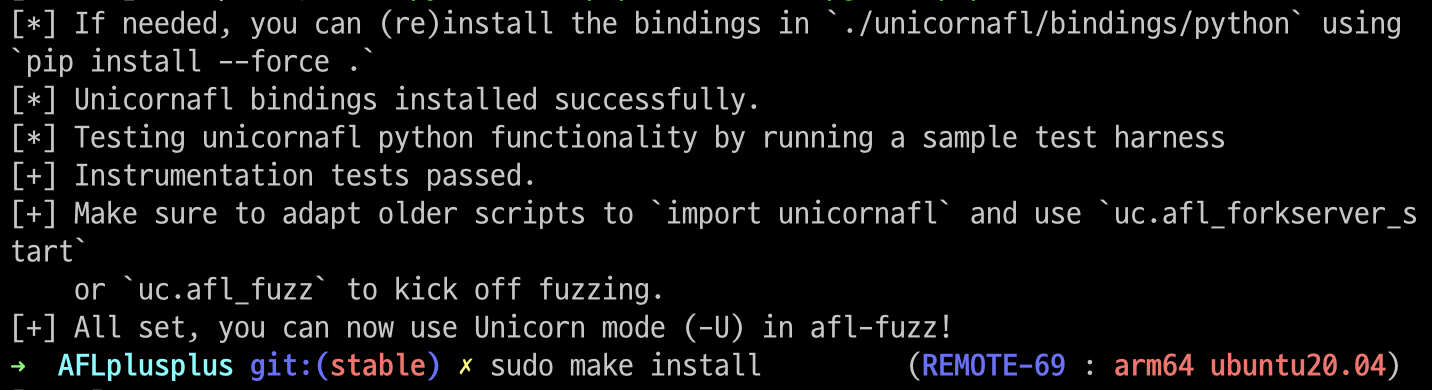 [*] If needed, you can (re)install the bindings in `./unicornafl/bindings/python` using
`pip install --force .`
[*] Unicornafl bindings installed successfully.
[*] Testing unicornafl python functionality by running a sample test harness
[+] Instrumentation tests passed.
[+] Make sure to adapt older scripts to `import unicornafl` and use `uc.afl_forkserver_s
tart`
    or `uc.afl_fuzz` to kick off fuzzing.
[+] All set, you can now use Unicorn mode (-U) in afl-fuzz!
→  AFLplusplus git:(stable) ✗ sudo make install         (REMOTE-69 : arm64 ubuntu20.04)